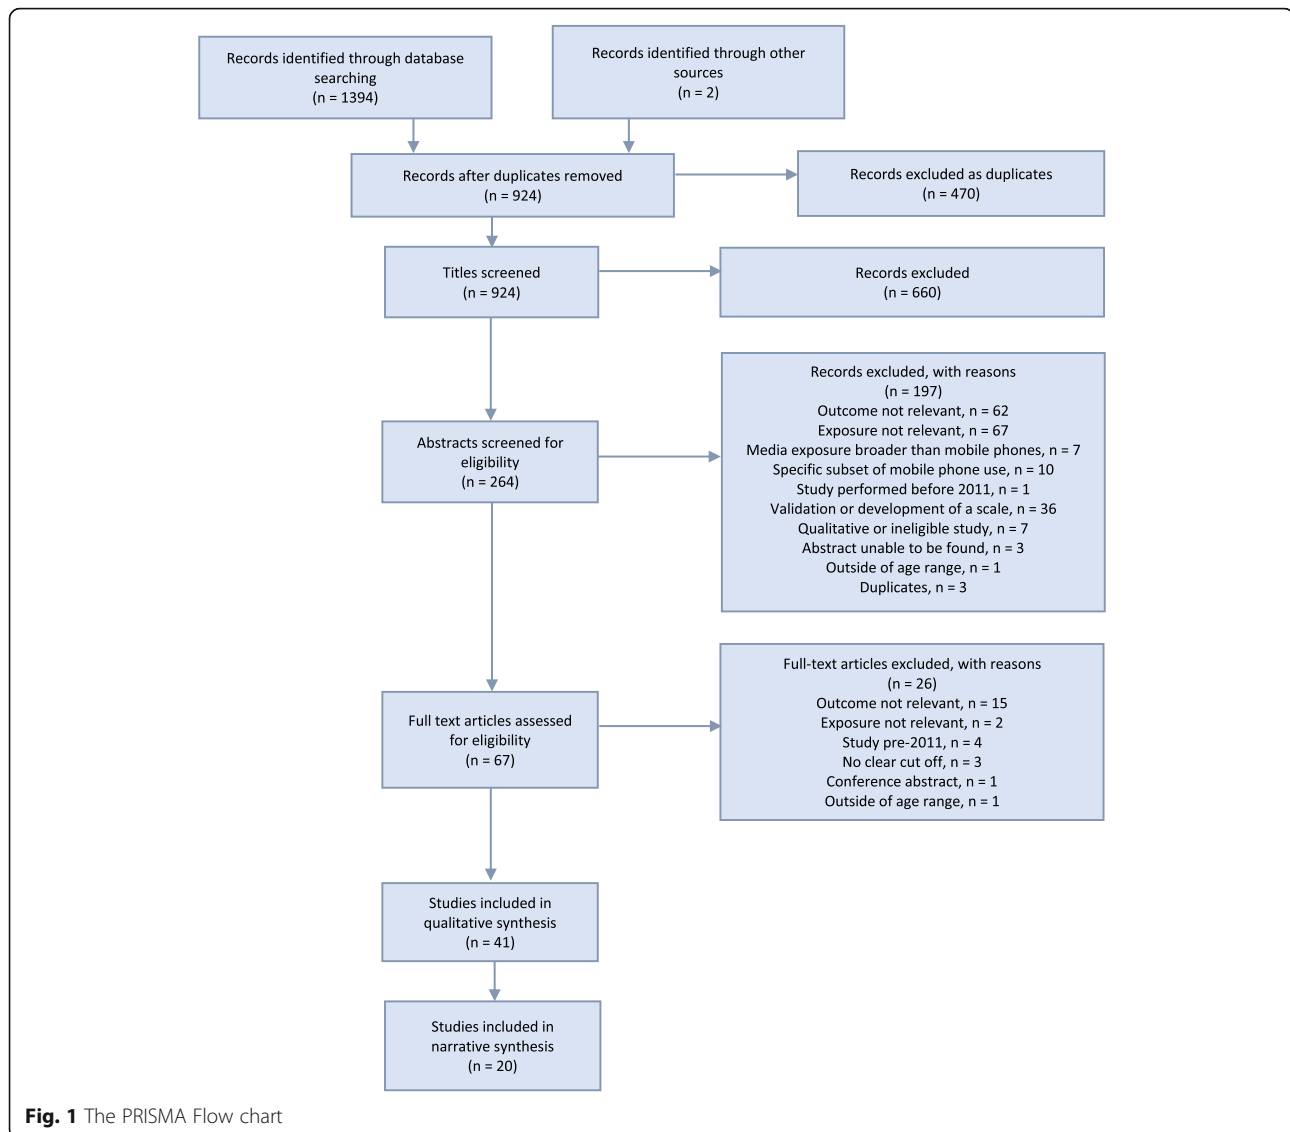 Records identified through database
searching
(n = 1394)
Records identified through other
sources
(n = 2)
Records after duplicates removed
(n = 924)
Records excluded as duplicates
(n = 470)
Titles screened
(n = 924)
Records excluded
(n = 660)
Abstracts screened for
eligibility
(n = 264)
Records excluded, with reasons
(n = 197)
Outcome not relevant, n = 62
Exposure not relevant, n = 67
Media exposure broader than mobile phones, n = 7
Specific subset of mobile phone use, n = 10
Study performed before 2011, n = 1
Validation or development of a scale, n = 36
Qualitative or ineligible study, n = 7
Abstract unable to be found, n = 3
Outside of age range, n = 1
Duplicates, n = 3
Full text articles assessed
for eligibility
(n = 67)
Full-text articles excluded, with reasons
(n = 26)
Outcome not relevant, n = 15
Exposure not relevant, n = 2
Study pre-2011, n = 4
No clear cut off, n = 3
Conference abstract, n = 1
Outside of age range, n = 1
Studies included in
qualitative synthesis
(n = 41)
Studies included in
narrative synthesis
(n = 20)
Fig. 1 The PRISMA Flow chart